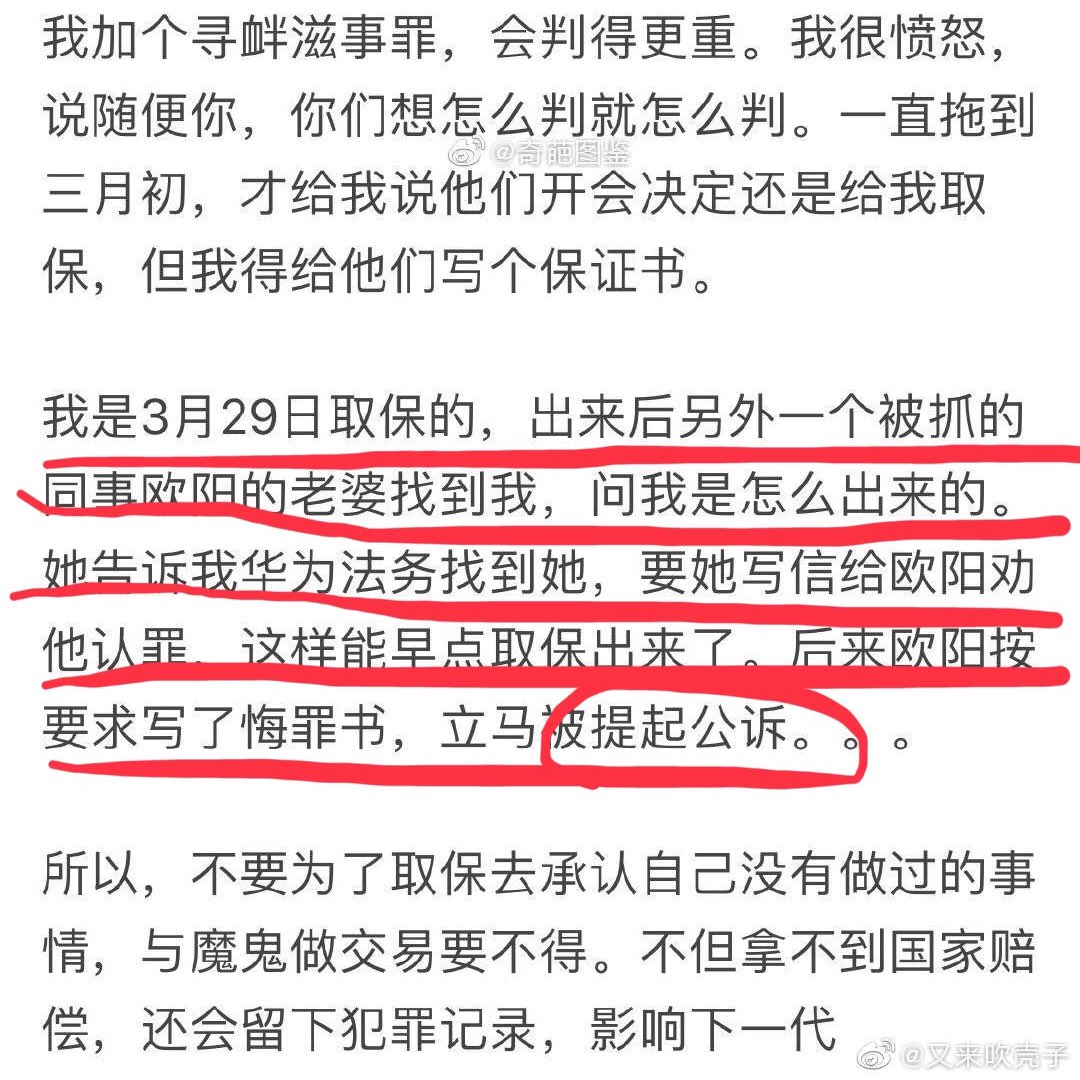 我加个寻衅滋事罪，会判得更重。我很愤怒，
说随便你，你们想怎么判就怎么判。一直拖到
@奇葩图鉴
三月初，才给我说他们开会决定还是给我取
保，但我得给他们写个保证书。
我是3月29日取保的，出来后另外一个被抓的
同事欧阳的老婆找到我，问我是怎么出来的。
她告诉我华为法务找到她，要她写信给欧阳劝
他认罪，这样能早点取保出来了。后来欧阳按
要求写了悔罪书，立马被提起公诉。。。
所以，不要为了取保去承认自己没有做过的事
情，与魔鬼做交易要不得。不但拿不到国家赔
偿，还会留下犯罪记录，影响下一代
@又来吹壳子